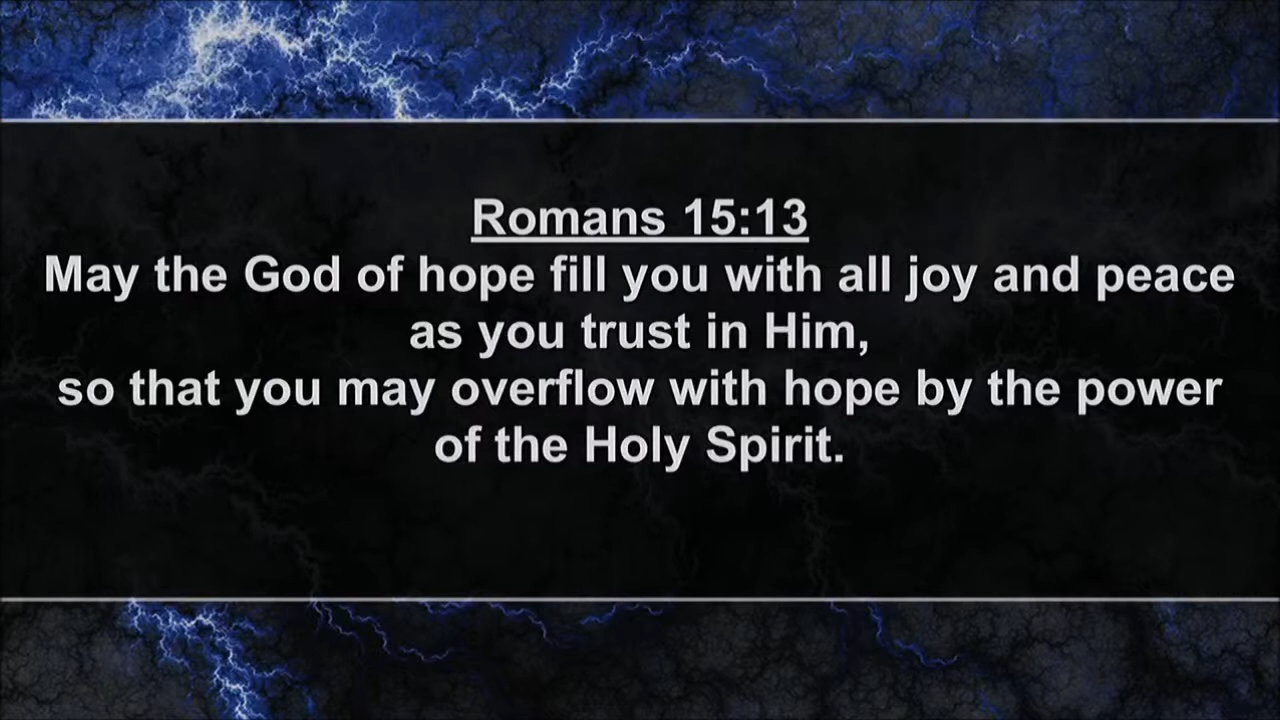 Romans 15:13
May the God of hope fill you with all joy and peace
as you trust in Him,
so that you may overflow with hope by the power
of the Holy Spirit.